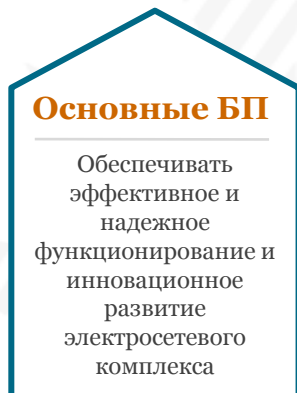 Основные БП
Обеспечивать
эффективное и
надежное
функционирование и
инновационное
развитие
электросетевого
комплекса